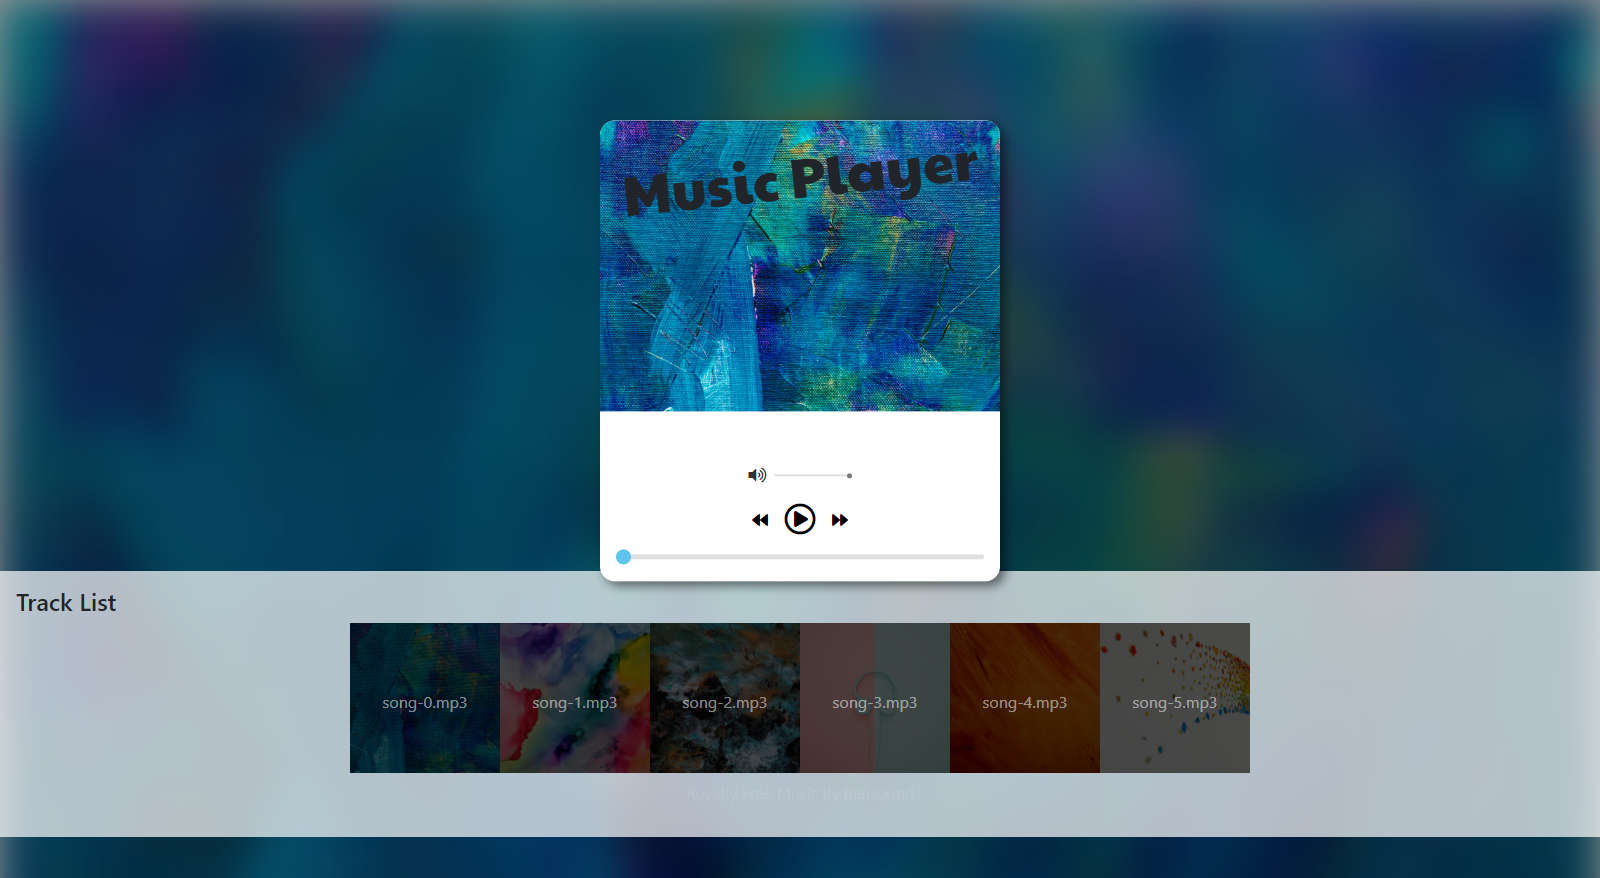 Music Player
Track List
song-0.mp3
song-1.mp3
song-2.mp3
song-3.mp3
song-4.mp3
song-5.mp3
Royalty Free Music By Bensound